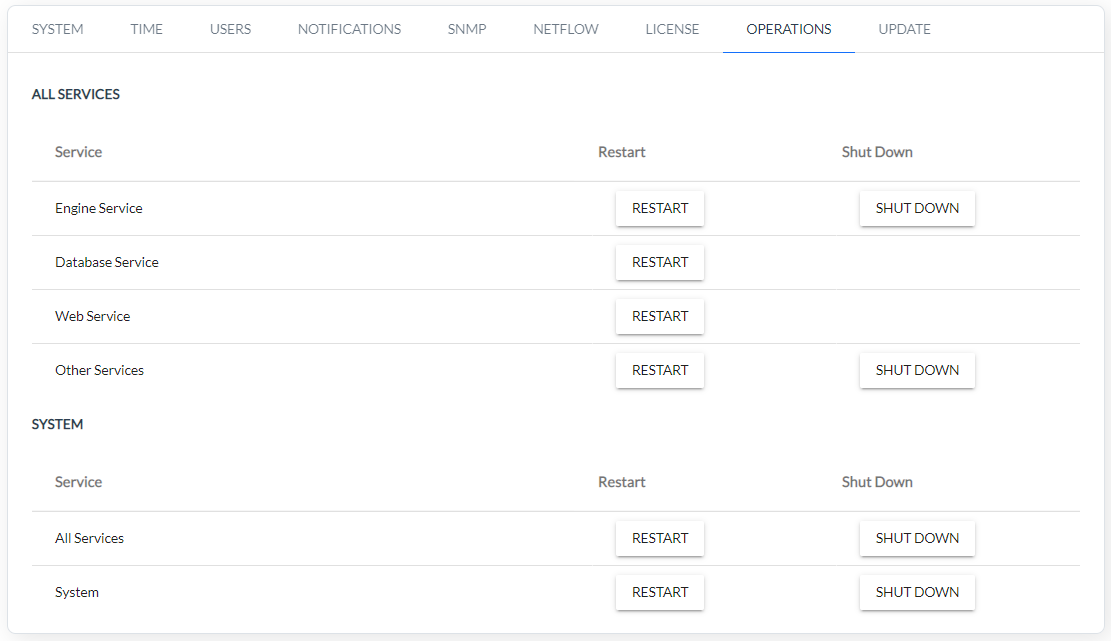 SYSTEM TIME USERS NOTIFICATIONS SNMP NETFLOW LICENSE OPERATIONS UPDATE
ALL SERVICES
Service Restart Shut Down
Engine Service RESTART SHUT DOWN
Database Service RESTART
Web Service RESTART
Other Services RESTART SHUT DOWN
SYSTEM
Service Restart Shut Down
All Services RESTART SHUT DOWN
System RESTART SHUT DOWN